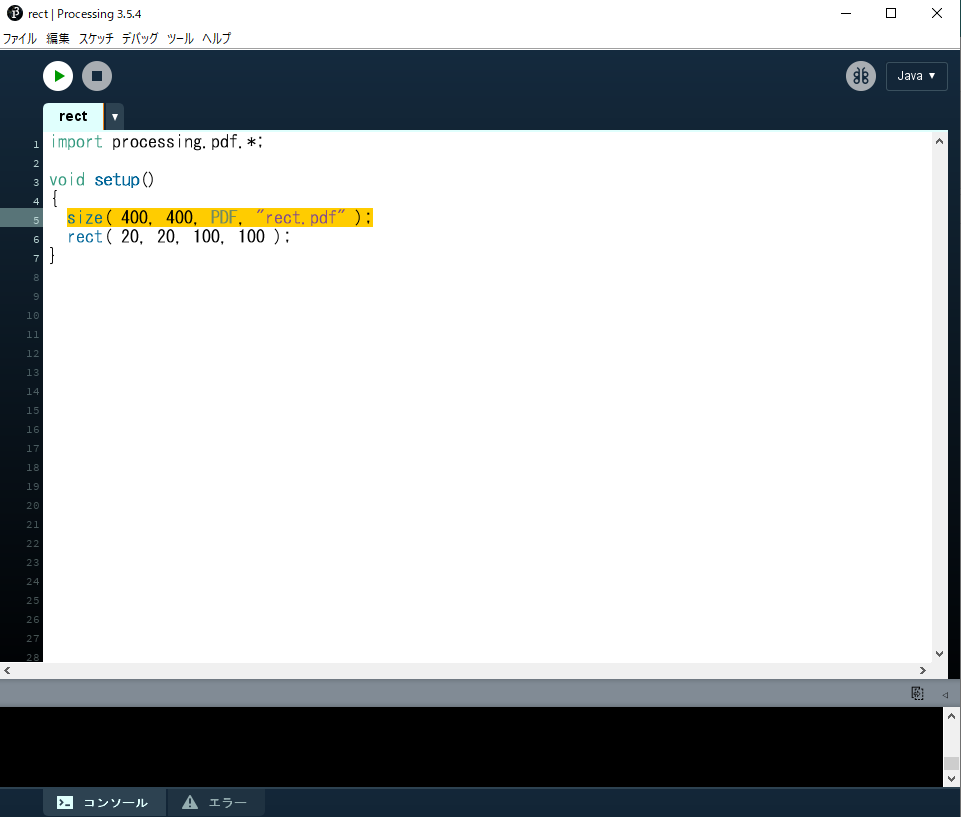 rect | Processing 3.5.4
ファイル 編集 スケッチ デバッグ ツール ヘルプ
Java ▼
rect ▼
1 import processing.pdf.*;
2
3 void setup()
4 {
5 size( 400, 400, PDF, "rect.pdf" );
6 rect( 20, 20, 100, 100 );
7 }
8
9
10
11
12
13
14
15
16
17
18
19
20
21
22
23
24
25
26
27
28
コンソール エラー